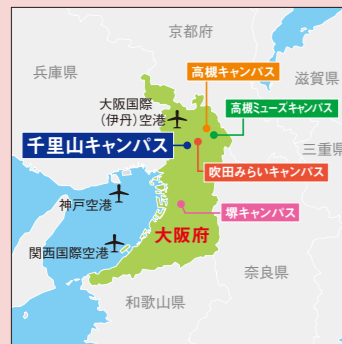 京都府
兵庫県
高槻キャンパス
滋賀県
大阪国際
（伊丹）空港
高槻ミューズキャンパス
千里山キャンパス
三重県
吹田みらいキャンパス
神戸空港
堺キャンパス
大阪府
関西国際空港
奈良県
和歌山県